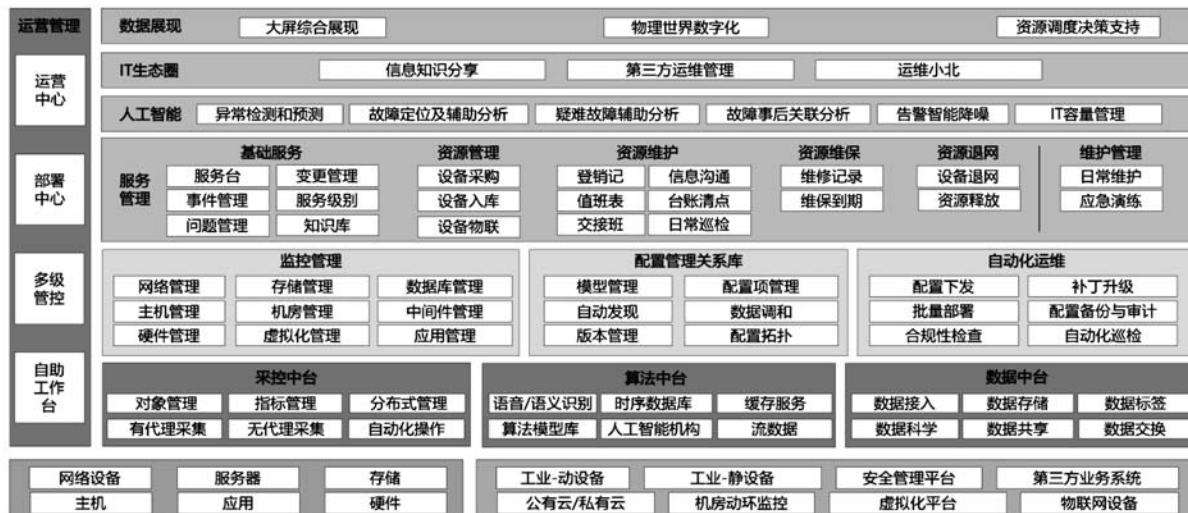 运营管理
运营
中心
部署
中心
多级
管控
自助
工作
台
数据展现 大屏综合展现 物理世界数字化 资源调度决策支持
IT生态圈 信息知识分享 第三方运维管理 运维小北
人工智能 异常检测和预测 故障定位及辅助分析 疑难故障辅助分析 故障事后关联分析 告警智能降噪 IT容量管理
服务
管理
基础服务 资源管理 资源维护 资源维保 资源退网 维护管理
服务台 变更管理 设备采购 登销记 信息沟通 维修记录 设备退网 日常维护
事件管理 服务级别 设备入库 值班表 台账清点 维保到期 资源释放 应急演练
问题管理 知识库 设备物联 交接班 日常巡检
监控管理 配置管理关系库 自动化运维
网络管理 存储管理 数据库管理 模型管理 配置项管理 配置下发 补丁升级
主机管理 机房管理 中间件管理 自动发现 数据调和 批量部署 配置备份与审计
硬件管理 虚拟化管理 应用管理 版本管理 配置拓扑 合规性检查 自动化巡检
采控中台 算法中台 数据中台
对象管理 指标管理 分布式管理 语音/语义识别 时序数据库 缓存服务 数据接入 数据存储 数据标签
有代理采集 无代理采集 自动化操作 算法模型库 人工智能机构 流数据 数据科学 数据共享 数据交换
网络设备 服务器 存储 工业-动设备 工业-静设备 安全管理平台 第三方业务系统
主机 应用 硬件 公有云/私有云 机房动环监控 虚拟化平台 物联网设备